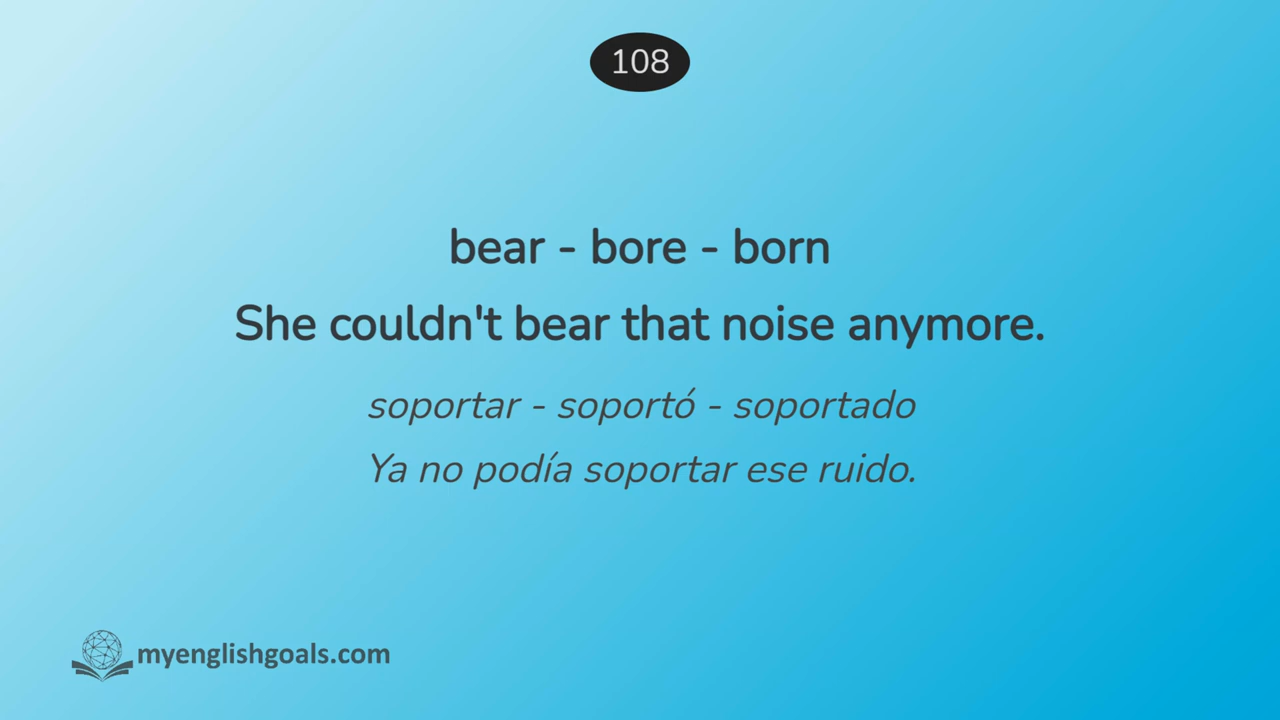 108
bear - bore - born
She couldn't bear that noise anymore.
soportar - soportó - soportado
Ya no podía soportar ese ruido.
myenglishgoals.com